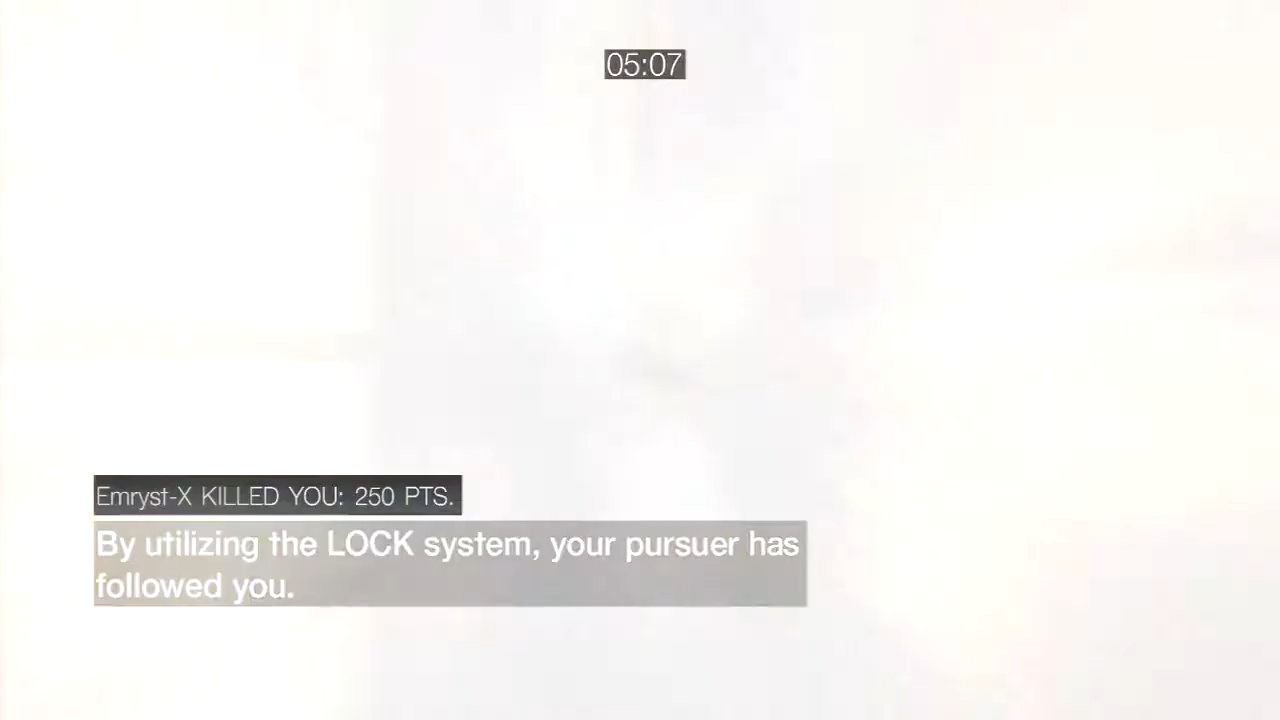 05:07
Emryst-X KILLED YOU: 250 PTS.
By utilizing the LOCK system, your pursuer has
followed you.